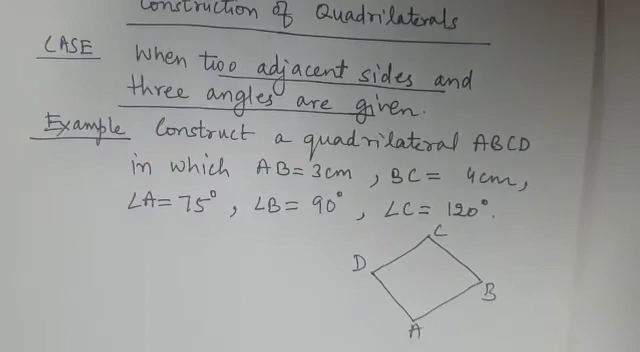 Construction of Quadrilaterals
CASE When two adjacent sides and
three angles are given.
Example Construct a quadrilateral ABCD
in which AB = 3cm , BC = 4cm,
∠A = 75° , ∠B = 90° , ∠C = 120°.
C
D
B
A